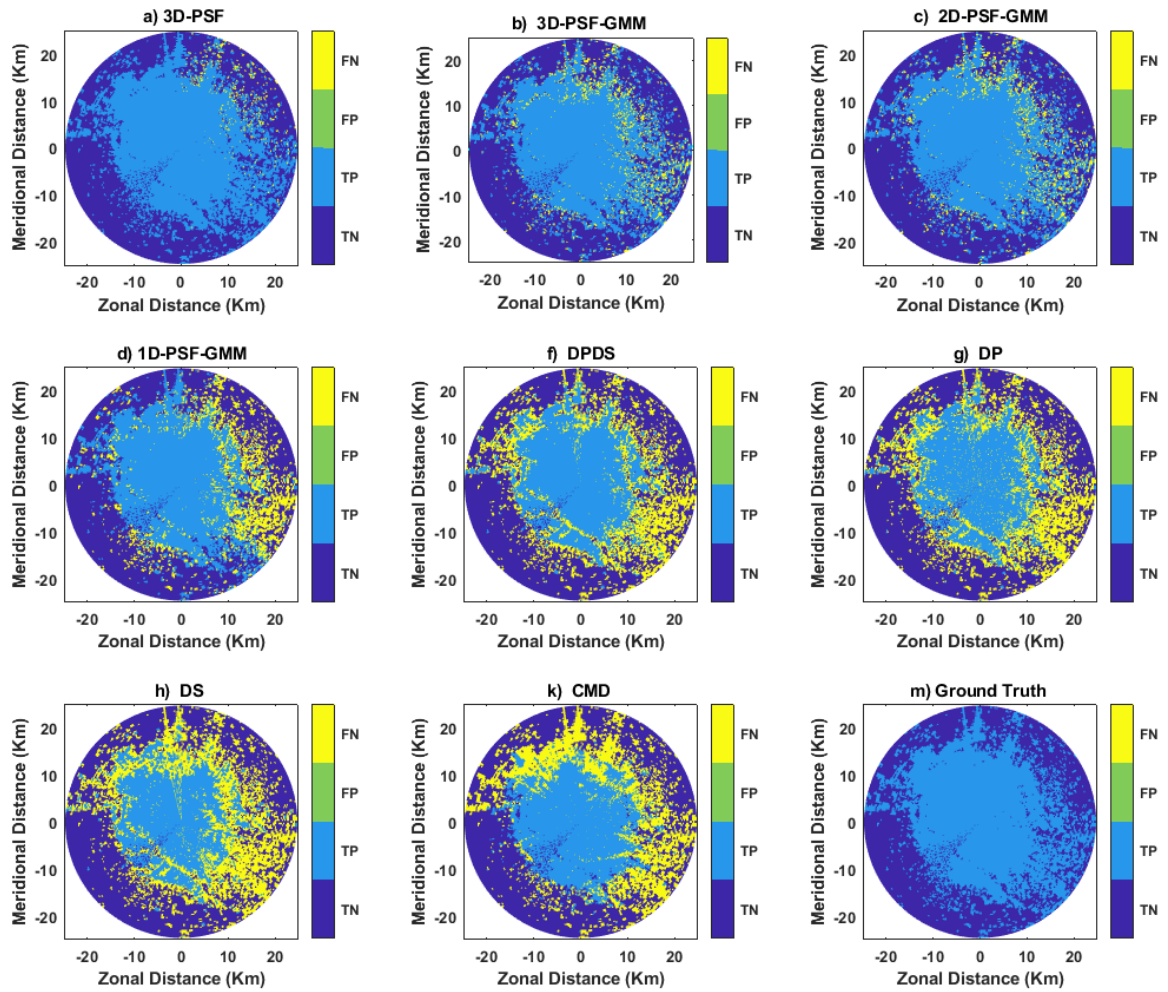 a) 3D-PSF
Meridional Distance (Km)
20
10
0
-10
-20
-20 -10 0 10 20
Zonal Distance (Km)
FN
FP
TP
TN
b) 3D-PSF-GMM
Meridional Distance (Km)
20
10
0
-10
-20
-20 -10 0 10 20
Zonal Distance (Km)
FN
FP
TP
TN
c) 2D-PSF-GMM
Meridional Distance (Km)
20
10
0
-10
-20
-20 -10 0 10 20
Zonal Distance (Km)
FN
FP
TP
TN
d) 1D-PSF-GMM
Meridional Distance (Km)
20
10
0
-10
-20
-20 -10 0 10 20
Zonal Distance (Km)
FN
FP
TP
TN
f) DPDS
Meridional Distance (Km)
20
10
0
-10
-20
-20 -10 0 10 20
Zonal Distance (Km)
FN
FP
TP
TN
g) DP
Meridional Distance (Km)
20
10
0
-10
-20
-20 -10 0 10 20
Zonal Distance (Km)
FN
FP
TP
TN
h) DS
Meridional Distance (Km)
20
10
0
-10
-20
-20 -10 0 10 20
Zonal Distance (Km)
FN
FP
TP
TN
k) CMD
Meridional Distance (Km)
20
10
0
-10
-20
-20 -10 0 10 20
Zonal Distance (Km)
FN
FP
TP
TN
m) Ground Truth
Meridional Distance (Km)
20
10
0
-10
-20
-20 -10 0 10 20
Zonal Distance (Km)
FN
FP
TP
TN